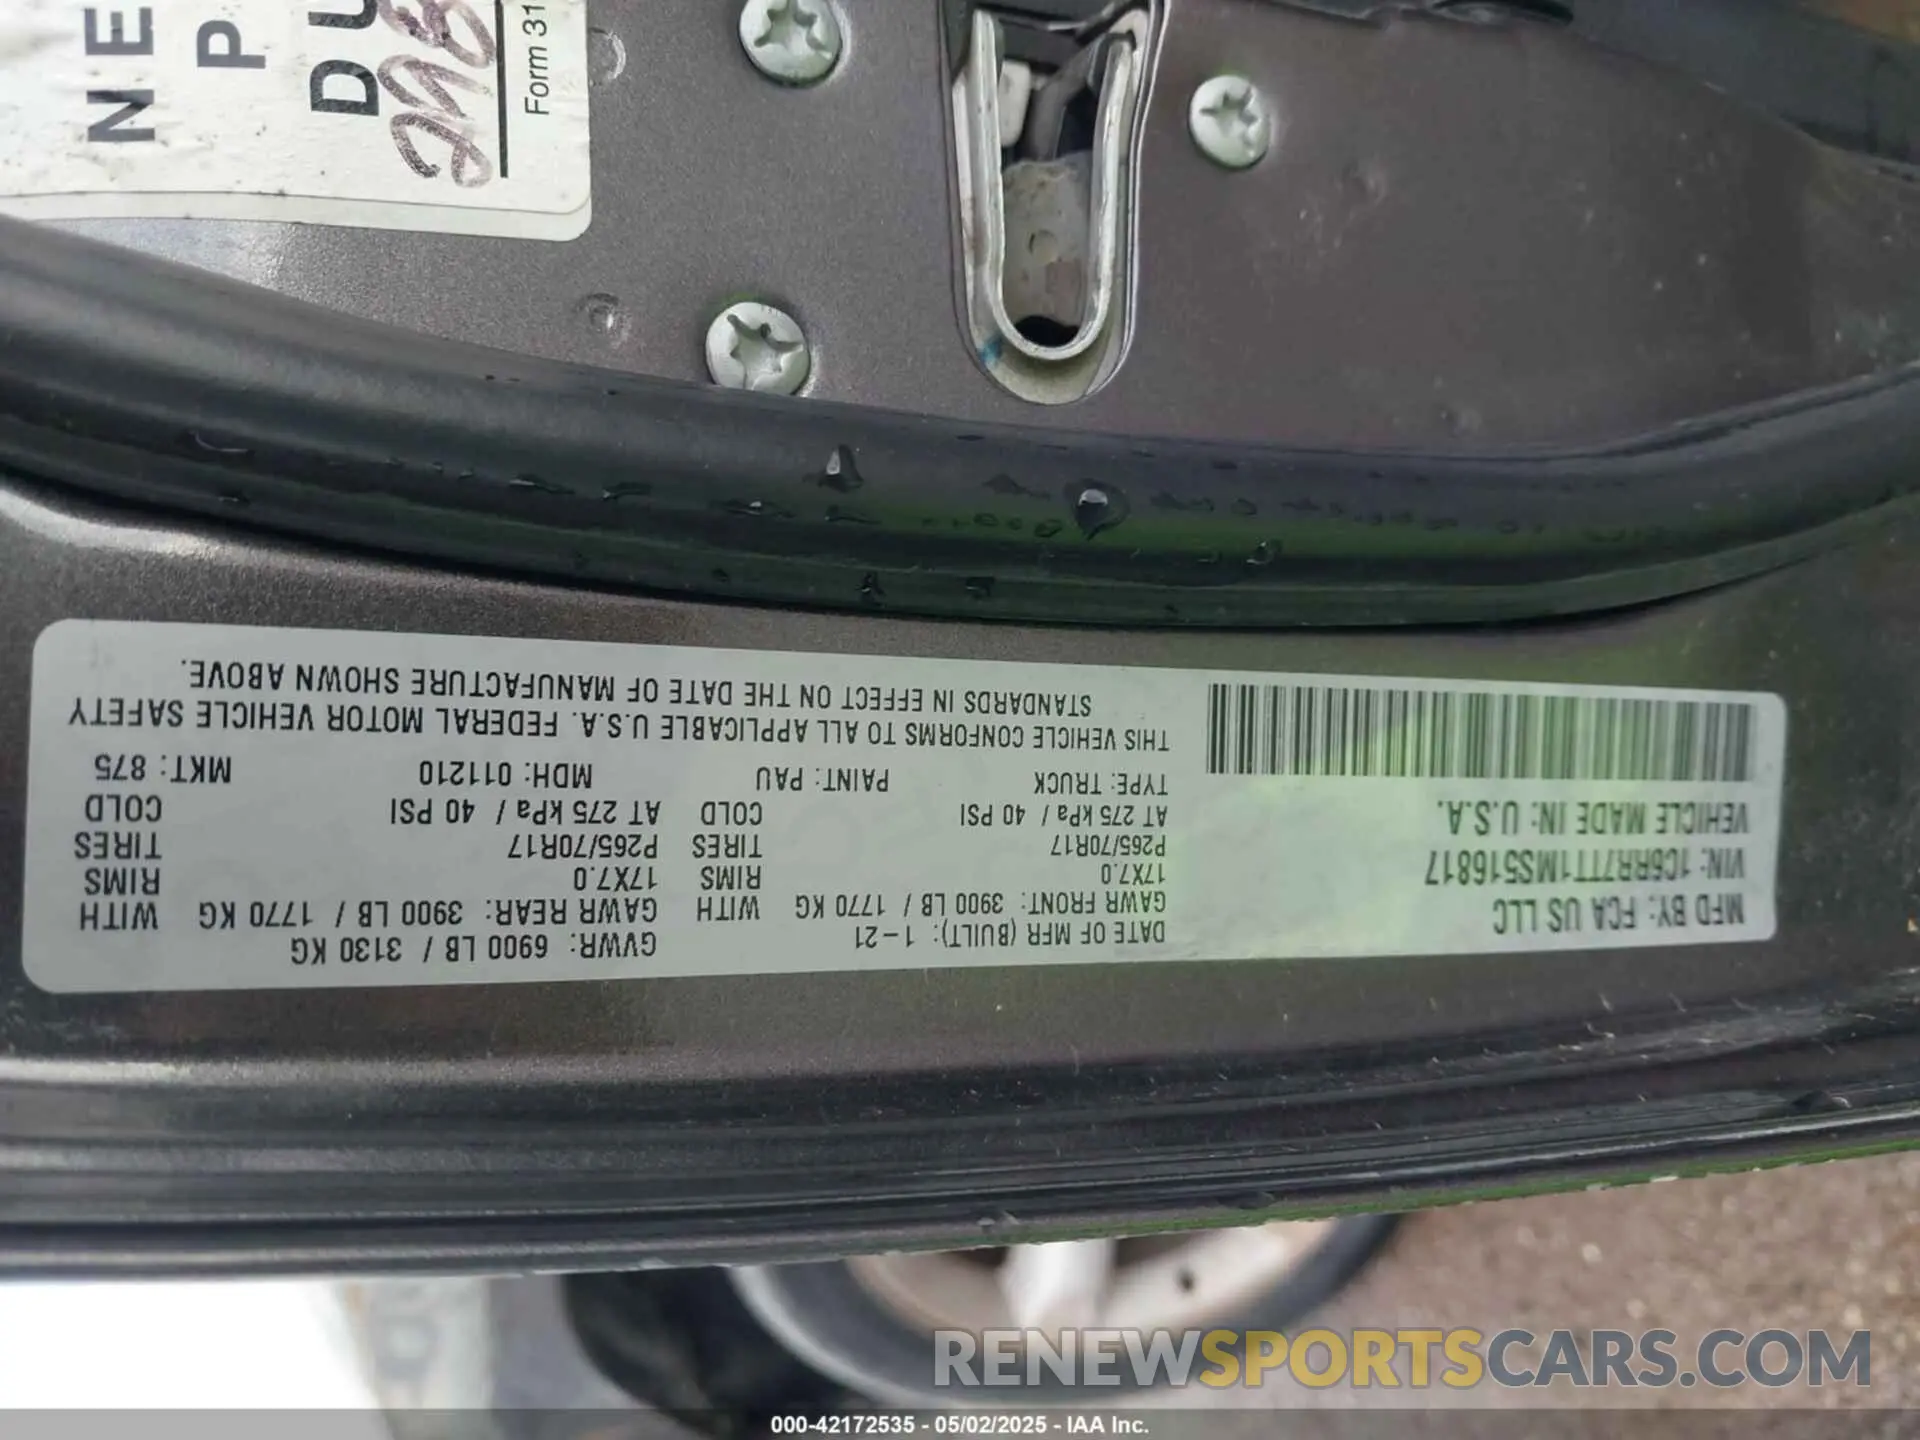 NE
P
DU
Form 31
MFD BY: FCA US LLC
VIN: 1C6RR7TT1MS516817
VEHICLE MADE IN: U.S.A.
DATE OF MFR (BUILT): 1-21
GVWR: 6900 LB / 3130 KG
GAWR FRONT: 3900 LB / 1770 KG WITH
17X7.0 RIMS
P265/70R17 TIRES
AT 275 kPa / 40 PSI COLD
GAWR REAR: 3900 LB / 1770 KG WITH
17X7.0 RIMS
P265/70R17 TIRES
AT 275 kPa / 40 PSI COLD
TYPE: TRUCK PAINT: PAU MDH: 011210 MKT: 875
THIS VEHICLE CONFORMS TO ALL APPLICABLE U.S.A. FEDERAL MOTOR VEHICLE SAFETY
STANDARDS IN EFFECT ON THE DATE OF MANUFACTURE SHOWN ABOVE.
RENEWSPORTSCARS.COM
000-42172535 - 05/02/2025 - IAA Inc.